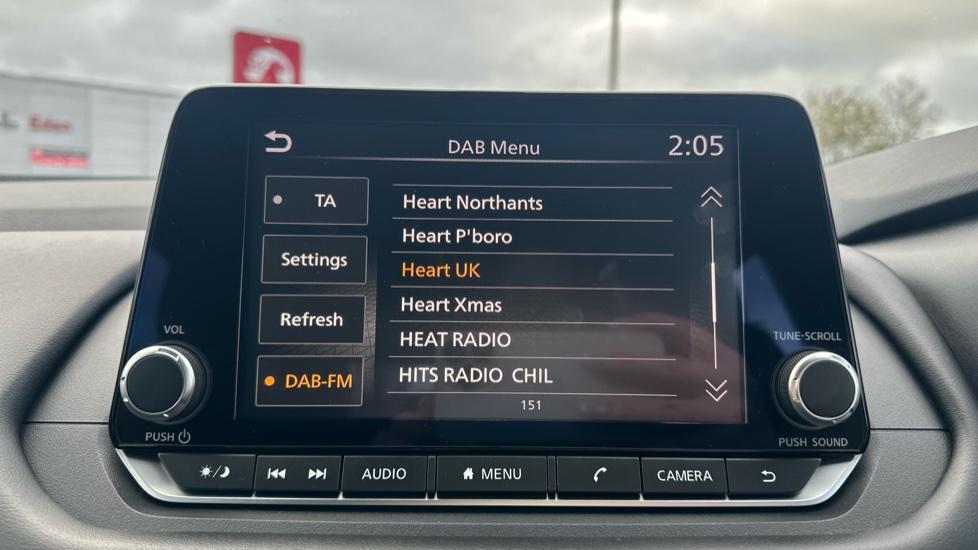 Eden
DAB Menu
2:05
TA
Settings
Refresh
DAB-FM
Heart Northants
Heart P'boro
Heart UK
Heart Xmas
HEAT RADIO
HITS RADIO CHIL
151
VOL
PUSH
TUNE·SCROLL
PUSH SOUND
AUDIO
MENU
CAMERA